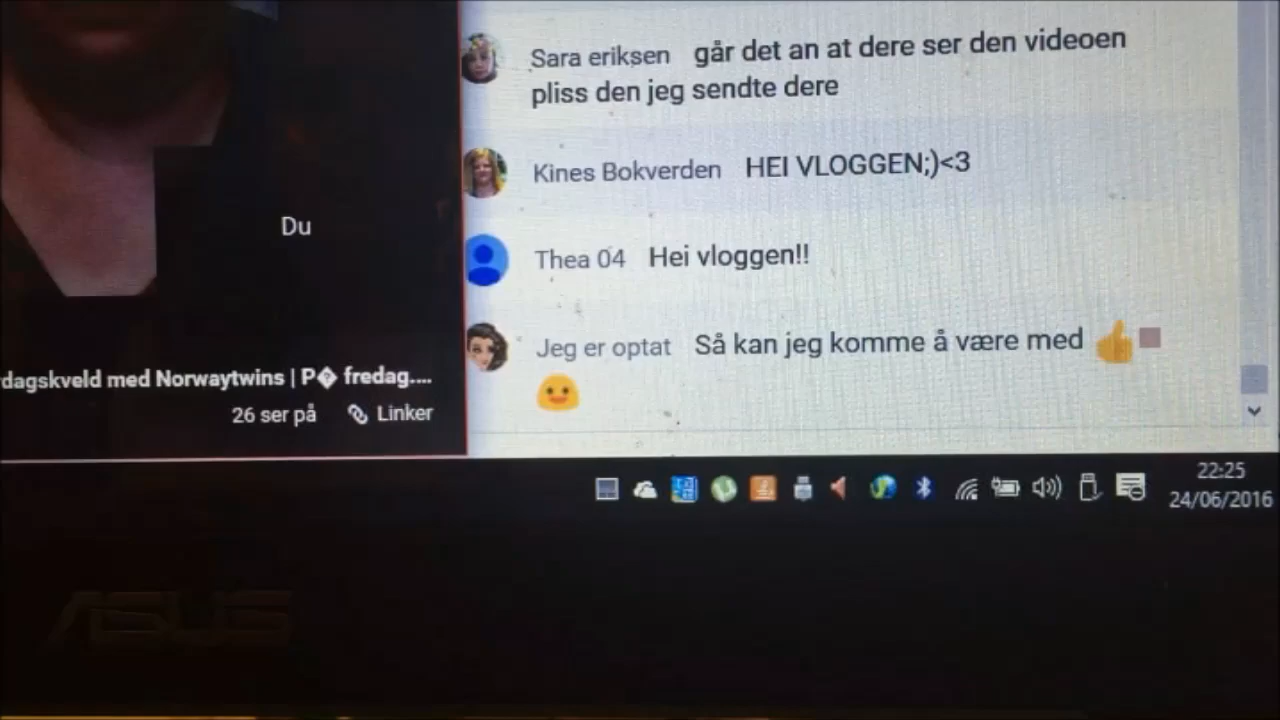 Sara eriksen går det an at dere ser den videoen
pliss den jeg sendte dere
Kines Bokverden HEI VLOGGEN;)<3
Thea 04 Hei vloggen!!
Jeg er optat Så kan jeg komme å være med
Du
dagskveld med Norwaytwins | P� fredag....
26 ser på Linker
22:25
24/06/2016
ASUS